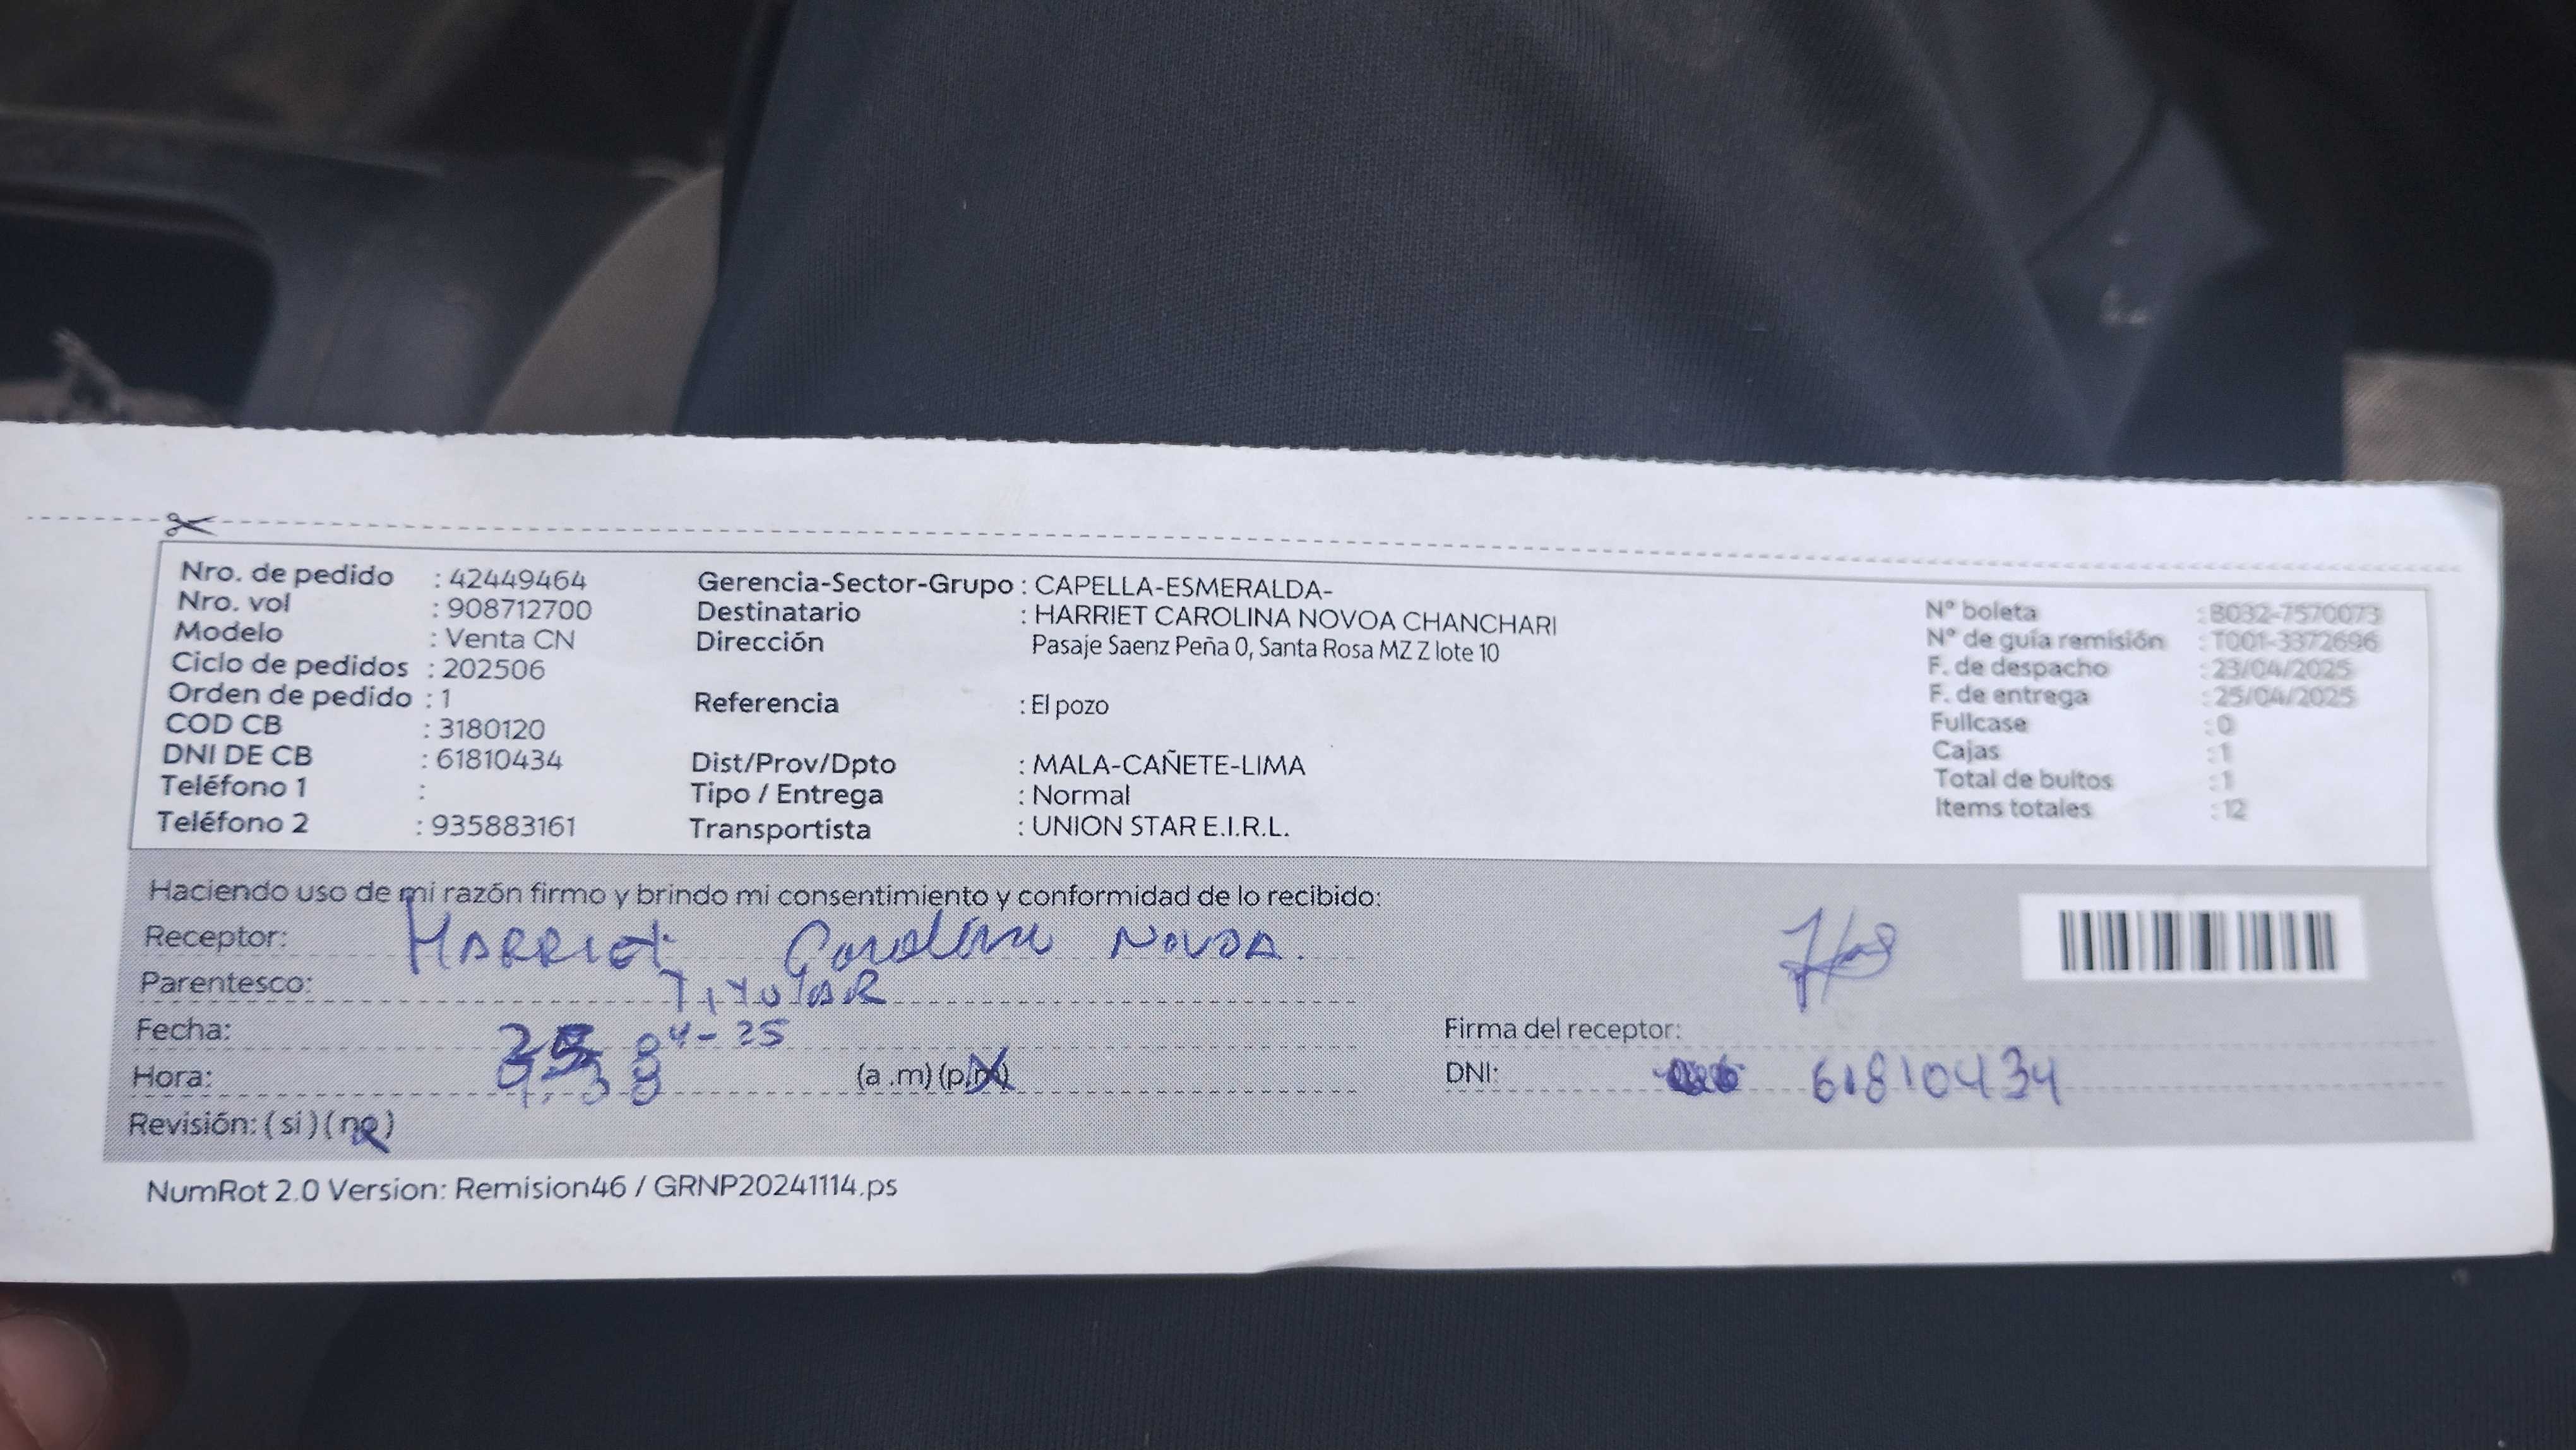 Nro. de pedido : 42449464
Nro. vol : 908712700
Modelo : Venta CN
Ciclo de pedidos : 202506
Orden de pedido : 1
COD CB : 3180120
DNI DE CB : 61810434
Teléfono 1 :
Teléfono 2 : 935883161
Gerencia-Sector-Grupo : CAPELLA-ESMERALDA-
Destinatario : HARRIET CAROLINA NOVOA CHANCHARI
Dirección Pasaje Saenz Peña 0, Santa Rosa MZ Z lote 10
Referencia : El pozo
Dist/Prov/Dpto : MALA-CAÑETE-LIMA
Tipo / Entrega : Normal
Transportista : UNION STAR E.I.R.L.
N° boleta : B032-7570073
N° de guía remisión : T001-3372696
F. de despacho : 23/04/2025
F. de entrega : 25/04/2025
Fullcase : 0
Cajas : 1
Total de bultos : 1
Items totales : 12
Haciendo uso de mi razón firmo y brindo mi consentimiento y conformidad de lo recibido:
Receptor: HARRIET Carolina NOVOA.
Parentesco: TITULAR
Fecha: 25 04-25
Hora: (a .m) (p.m)
Revisión: ( si ) ( no )
Firma del receptor:
DNI: 61810434
NumRot 2.0 Version: Remision46 / GRNP20241114.ps